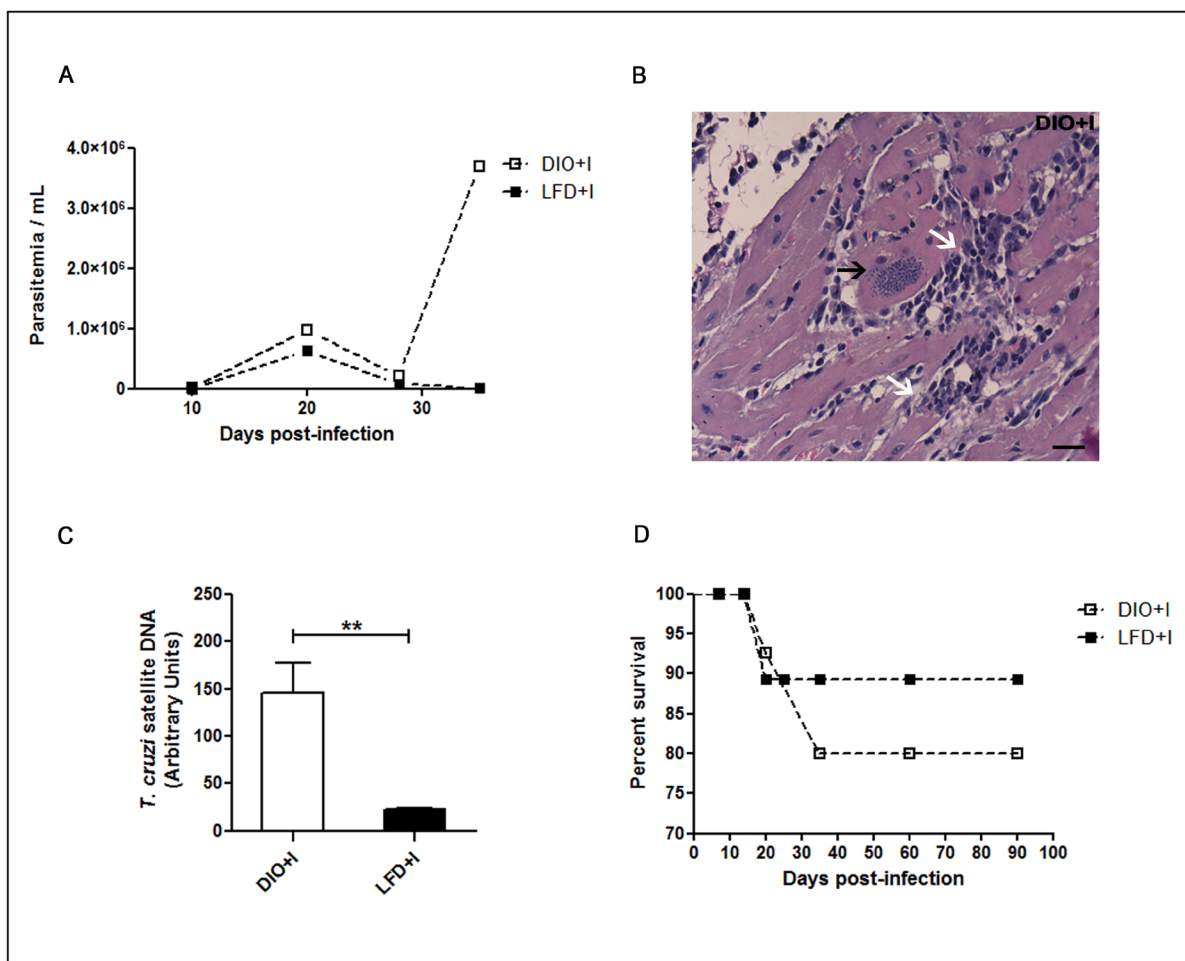 A
4.0×10⁶
3.0×10⁶
2.0×10⁶
1.0×10⁶
0
Parasitemia / mL
10 20 30
Days post-infection
DIO+I
LFD+I
B
DIO+I
C
250
200
150
100
50
0
T. cruzi satellite DNA
(Arbitrary Units)
**
DIO+I
LFD+I
D
100
95
90
85
80
75
70
Percent survival
0 10 20 30 40 50 60 70 80 90 100
Days post-infection
DIO+I
LFD+I